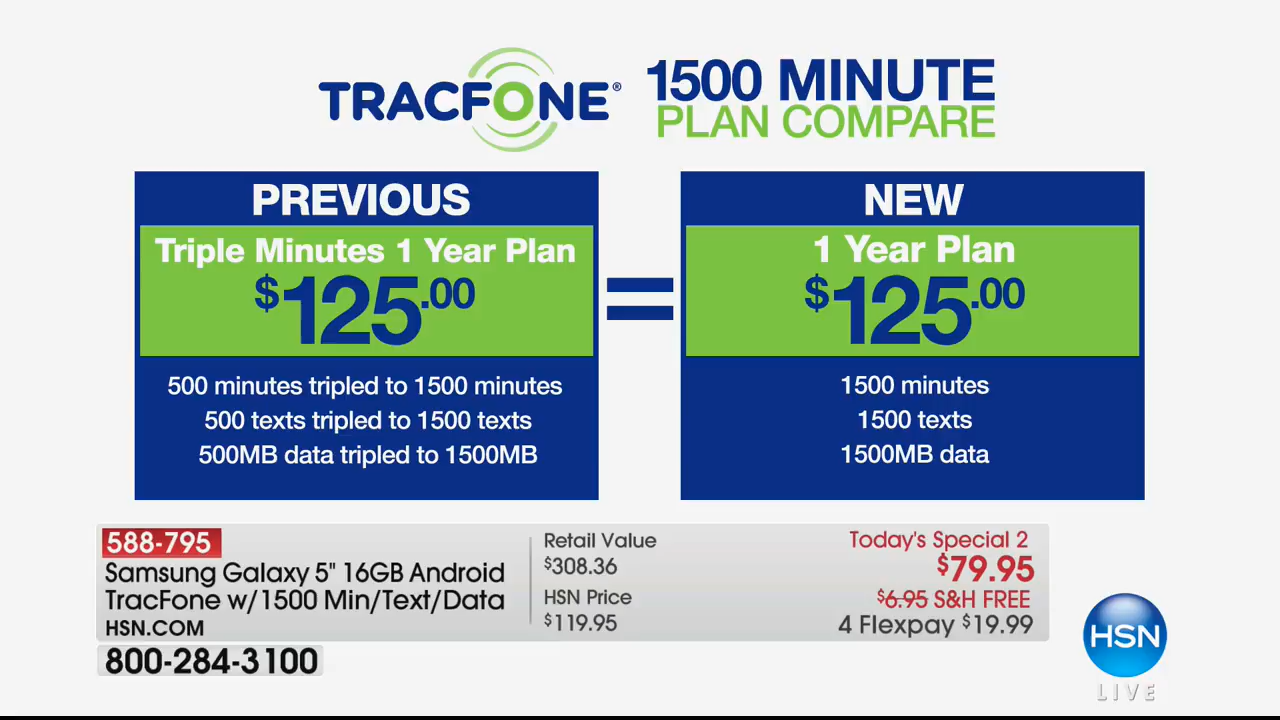 TRACFONE®
1500 MINUTE
PLAN COMPARE
PREVIOUS
Triple Minutes 1 Year Plan
$125.00
500 minutes tripled to 1500 minutes
500 texts tripled to 1500 texts
500MB data tripled to 1500MB
=
NEW
1 Year Plan
$125.00
1500 minutes
1500 texts
1500MB data
588-795
Samsung Galaxy 5" 16GB Android
TracFone w/1500 Min/Text/Data
HSN.COM
800-284-3100
Retail Value
$308.36
HSN Price
$119.95
Today's Special 2
$79.95
$6.95 S&H FREE
4 Flexpay $19.99
HSN
LIVE